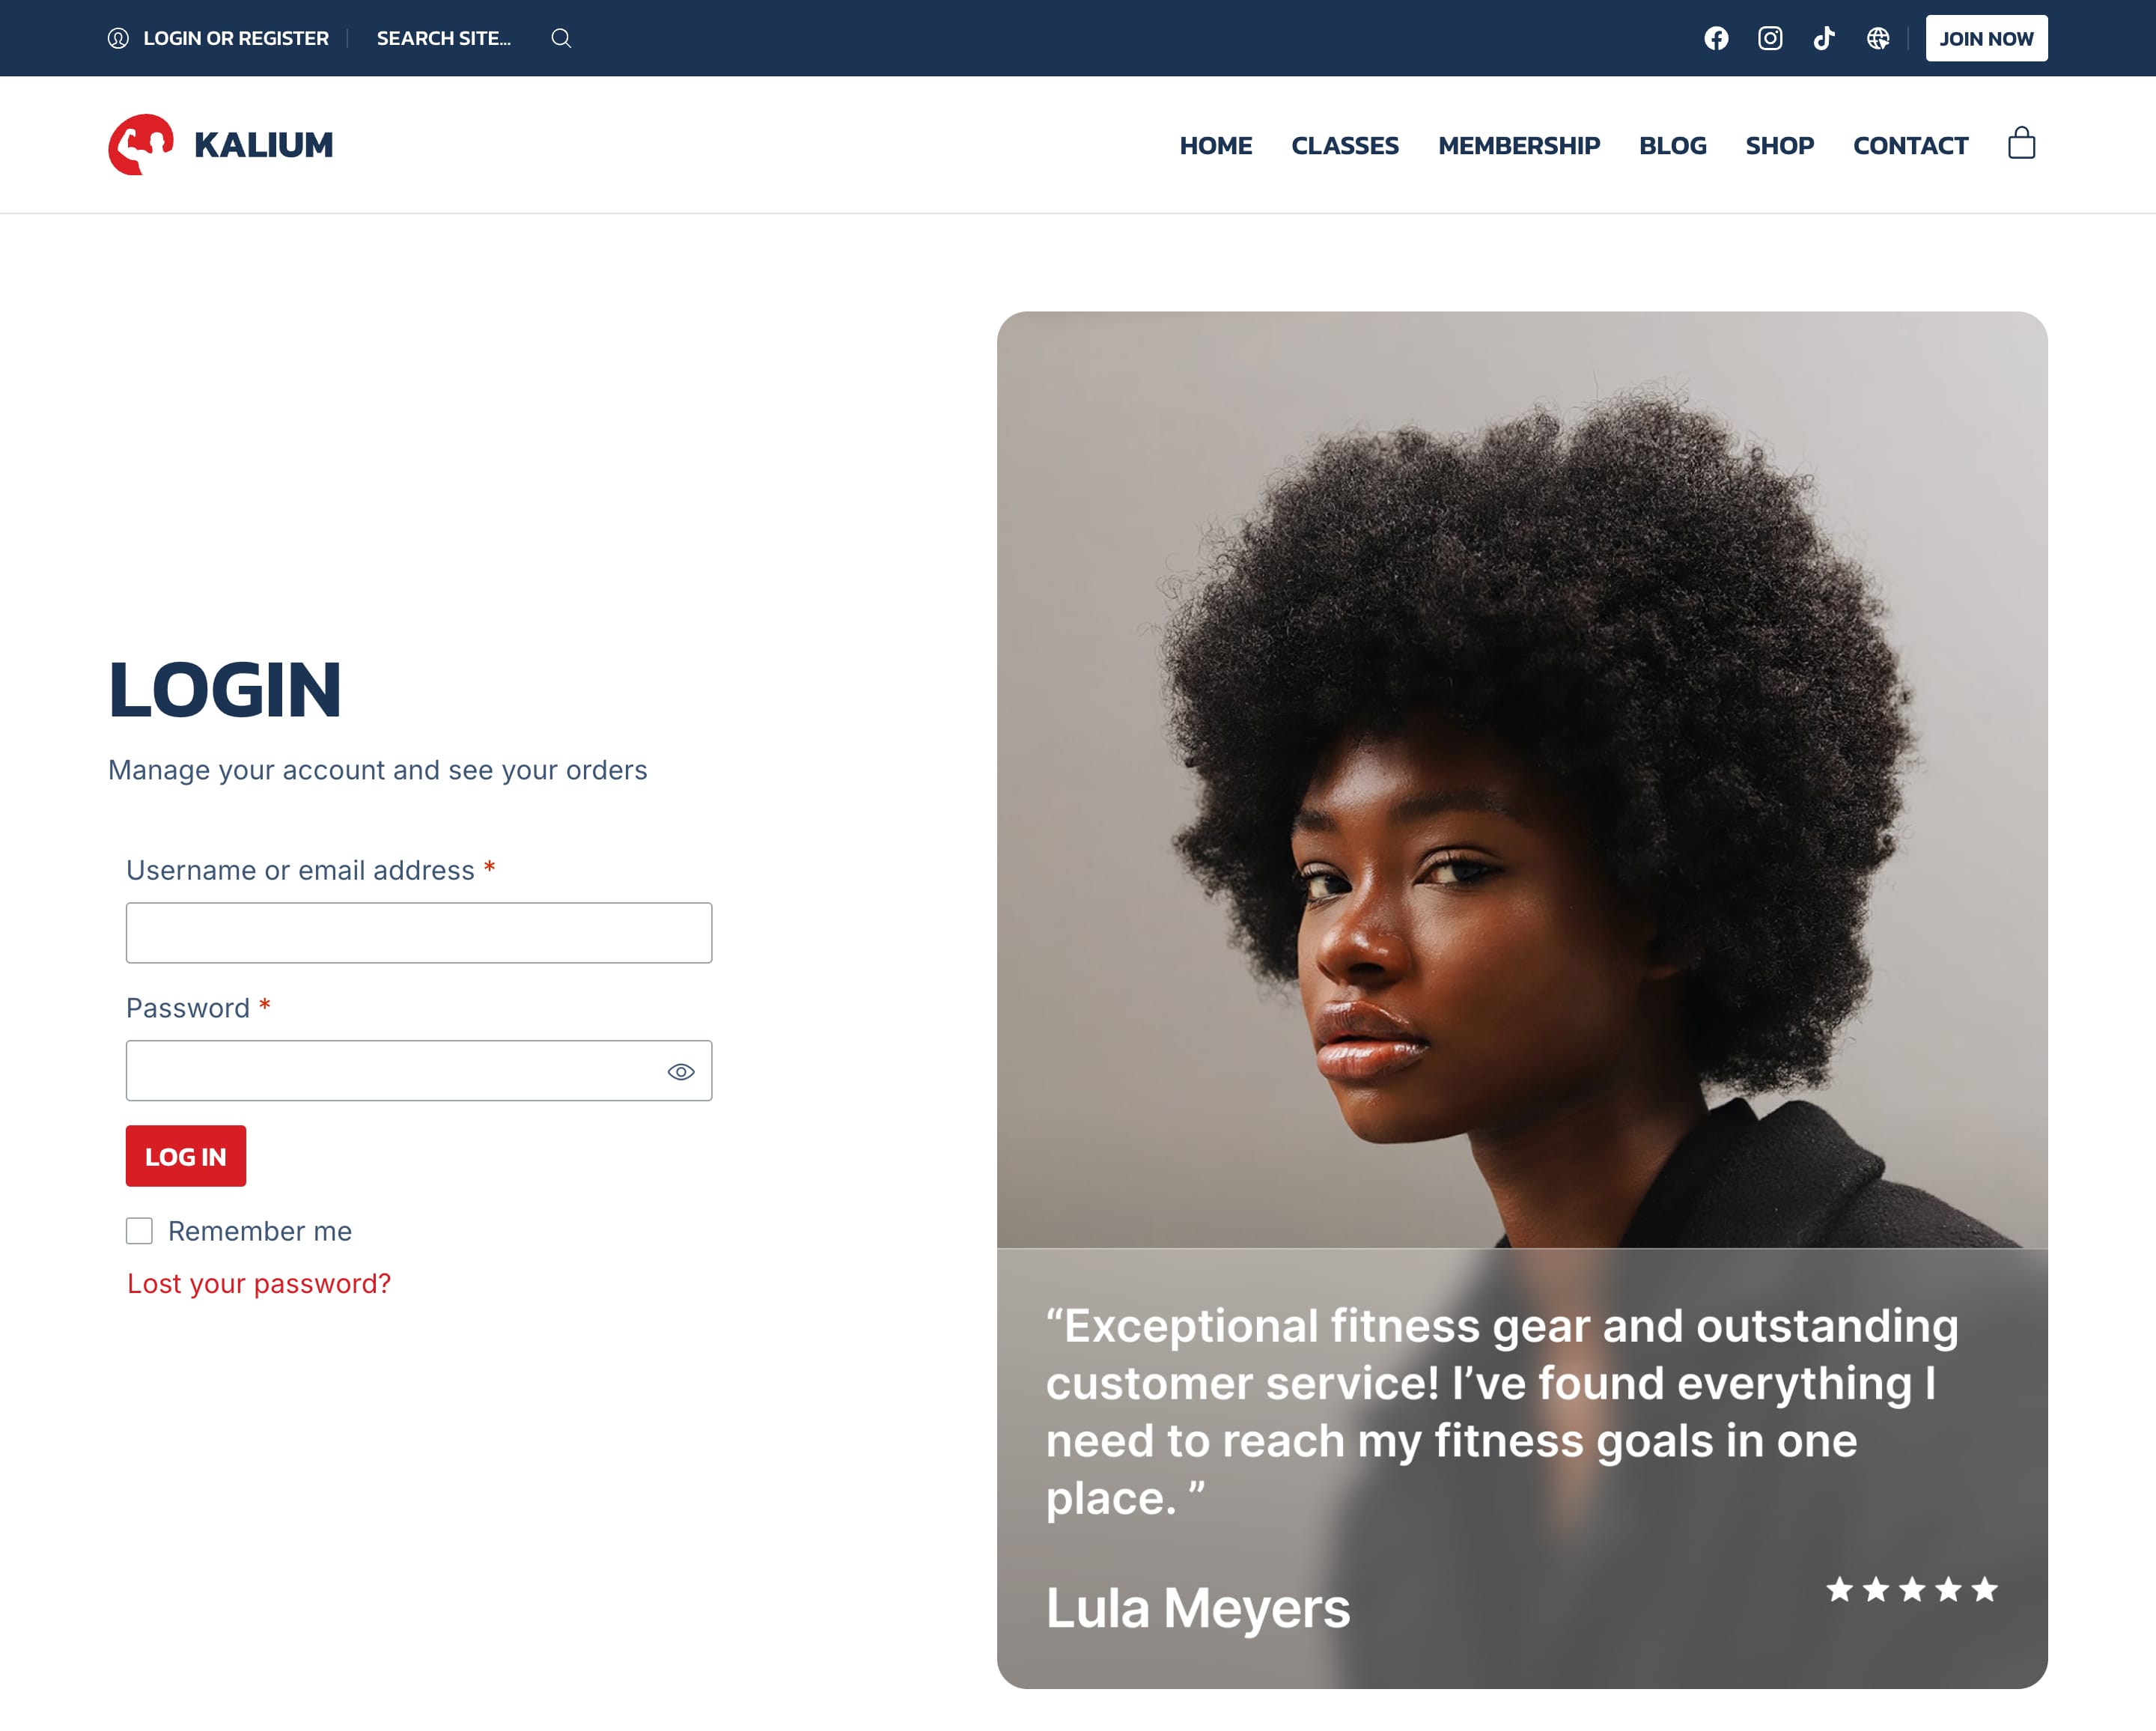 LOGIN OR REGISTER
SEARCH SITE...
JOIN NOW
KALIUM
HOME
CLASSES
MEMBERSHIP
BLOG
SHOP
CONTACT
LOGIN
Manage your account and see your orders
Username or email address *
Password *
LOG IN
Remember me
Lost your password?
“Exceptional fitness gear and outstanding
customer service! I’ve found everything I
need to reach my fitness goals in one
place. ”
Lula Meyers